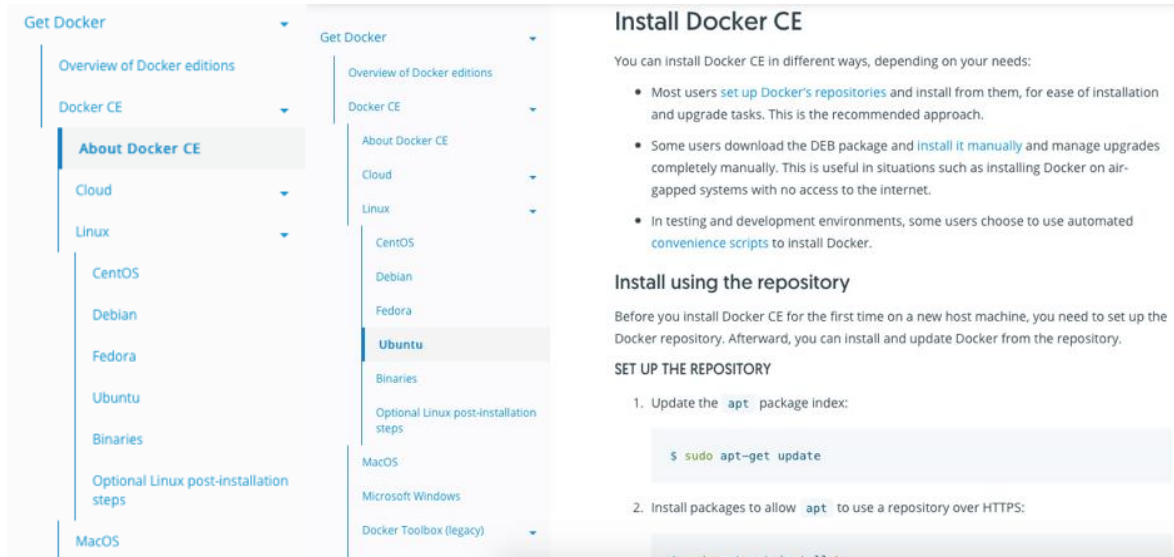 Get Docker
Overview of Docker editions
Docker CE
About Docker CE
Cloud
Linux
CentOS
Debian
Fedora
Ubuntu
Binaries
Optional Linux post-installation
steps
MacOS
Get Docker
Overview of Docker editions
Docker CE
About Docker CE
Cloud
Linux
CentOS
Debian
Fedora
Ubuntu
Binaries
Optional Linux post-installation
steps
MacOS
Microsoft Windows
Docker Toolbox (legacy)
Install Docker CE
You can install Docker CE in different ways, depending on your needs:
• Most users set up Docker's repositories and install from them, for ease of installation
and upgrade tasks. This is the recommended approach.
• Some users download the DEB package and install it manually and manage upgrades
completely manually. This is useful in situations such as installing Docker on air-
gapped systems with no access to the internet.
• In testing and development environments, some users choose to use automated
convenience scripts to install Docker.
Install using the repository
Before you install Docker CE for the first time on a new host machine, you need to set up the
Docker repository. Afterward, you can install and update Docker from the repository.
SET UP THE REPOSITORY
1. Update the apt package index:
$ sudo apt-get update
2. Install packages to allow apt to use a repository over HTTPS: